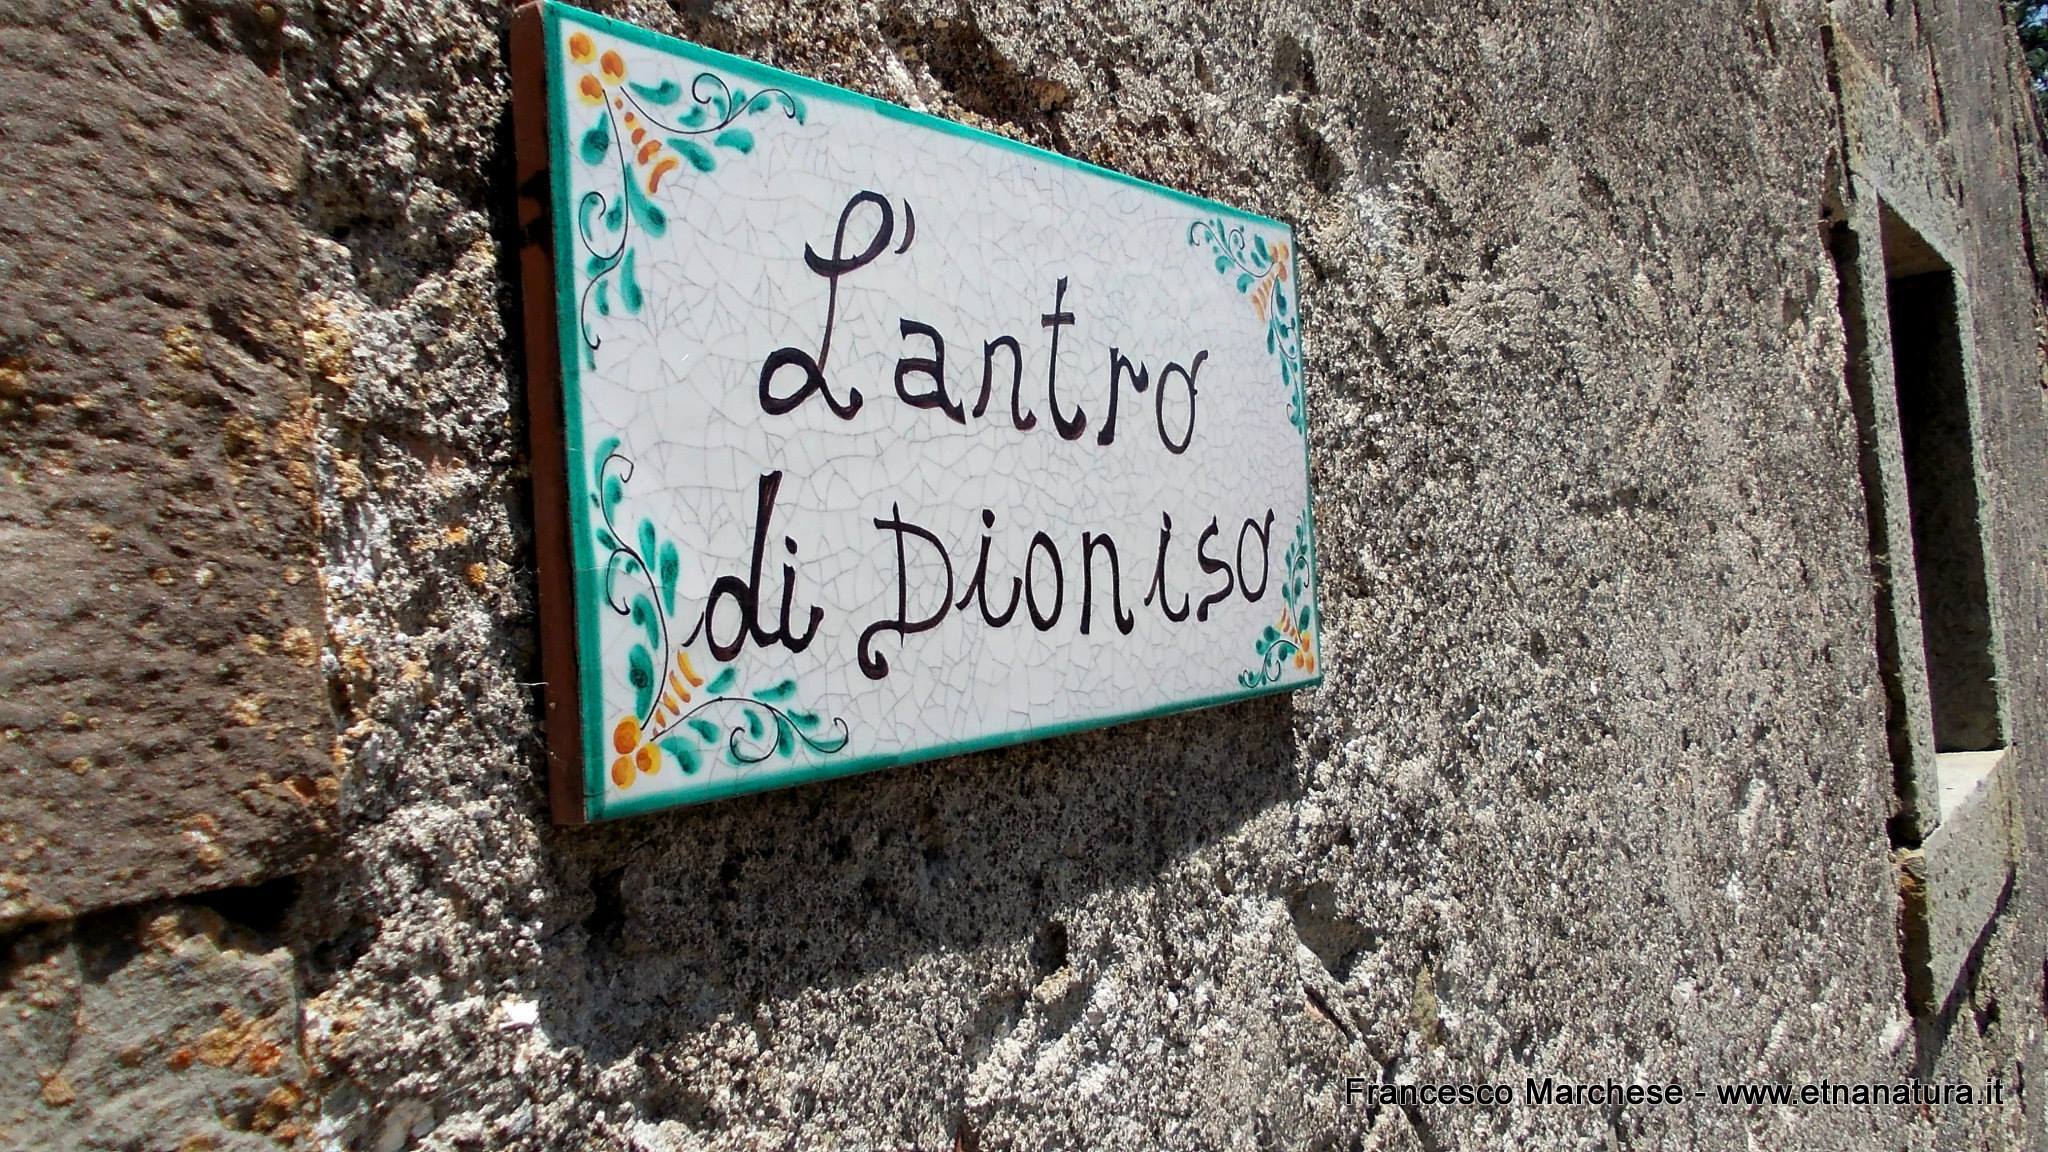 L'antro
di Dioniso
Francesco Marchese - www.etnanatura.it